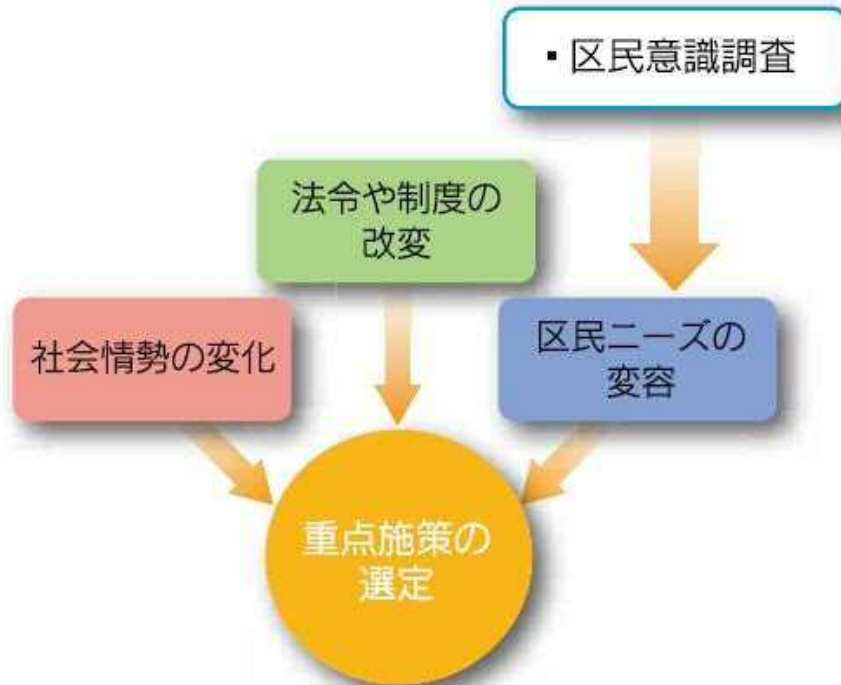 ・区民意識調査
法令や制度の
改変
社会情勢の変化
区民ニーズの
変容
重点施策の
選定